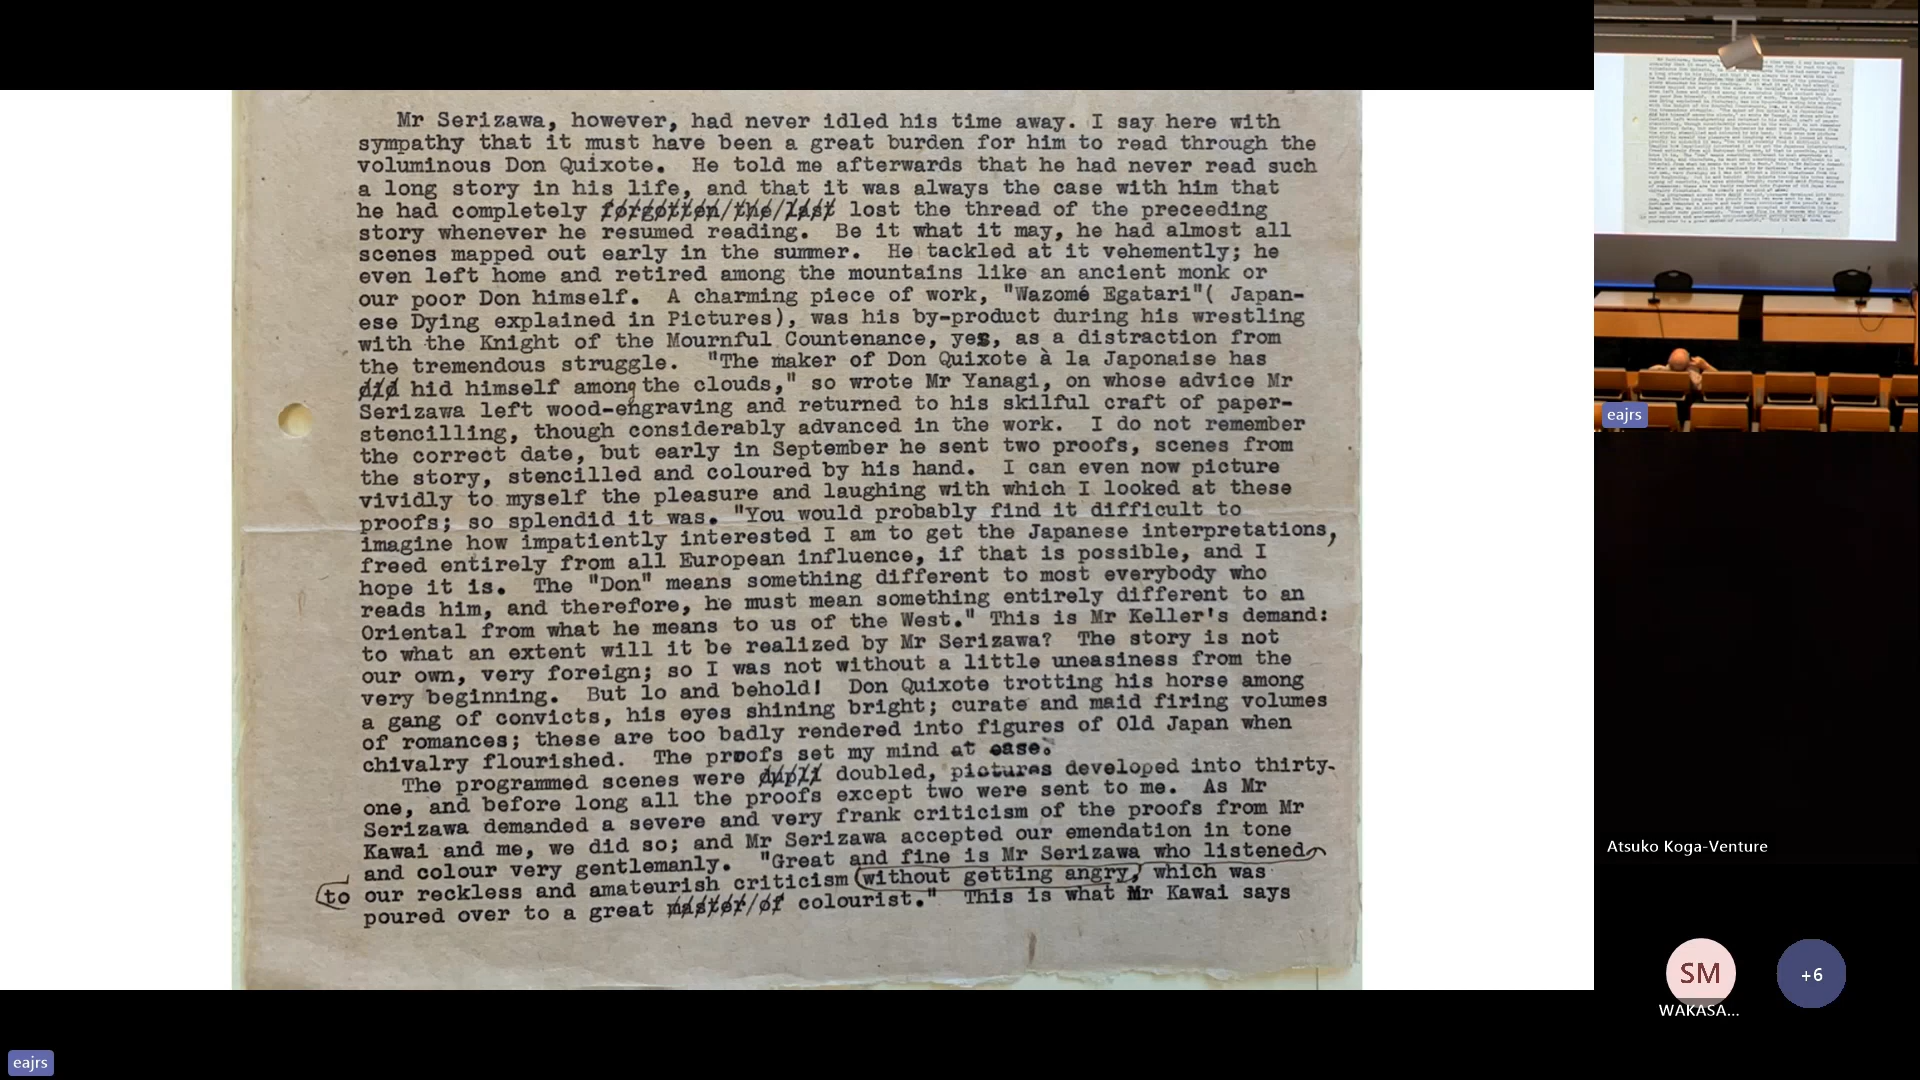 Mr Serizawa, however, had never idled his time away. I say here with
sympathy that it must have been a great burden for him to read through the
voluminous Don Quixote. He told me afterwards that he had never read such
a long story in his life, and that it was always the case with him that
he had completely forgotten/the/last lost the thread of the preceeding
story whenever he resumed reading. Be it what it may, he had almost all
scenes mapped out early in the summer. He tackled at it vehemently; he
even left home and retired among the mountains like an ancient monk or
our poor Don himself. A charming piece of work, "Wazomé Egatari"( Japan-
ese Dying explained in Pictures), was his by-product during his wrestling
with the Knight of the Mournful Countenance, yes, as a distraction from
the tremendous struggle. "The maker of Don Quixote à la Japonaise has
did hid himself among the clouds," so wrote Mr Yanagi, on whose advice Mr
Serizawa left wood-engraving and returned to his skilful craft of paper-
stencilling, though considerably advanced in the work. I do not remember
the correct date, but early in September he sent two proofs, scenes from
the story, stencilled and coloured by his hand. I can even now picture
vividly to myself the pleasure and laughing with which I looked at these
proofs; so splendid it was. "You would probably find it difficult to
imagine how impatiently interested I am to get the Japanese interpretations,
freed entirely from all European influence, if that is possible, and I
hope it is. The "Don" means something different to most everybody who
reads him, and therefore, he must mean something entirely different to an
Oriental from what he means to us of the West." This is Mr Keller's demand:
to what an extent will it be realized by Mr Serizawa? The story is not
our own, very foreign; so I was not without a little uneasiness from the
very beginning. But lo and behold! Don Quixote trotting his horse among
a gang of convicts, his eyes shining bright; curate and maid firing volumes
of romances; these are too badly rendered into figures of Old Japan when
chivalry flourished. The proofs set my mind at ease.
The programmed scenes were dupli doubled, pictures developed into thirty-
one, and before long all the proofs except two were sent to me. As Mr
Serizawa demanded a severe and very frank criticism of the proofs from Mr
Kawai and me, we did so; and Mr Serizawa accepted our emendation in tone
and colour very gentlemanly. "Great and fine is Mr Serizawa who listened
to our reckless and amateurish criticism without getting angry, which was
poured over to a great master/of colourist." This is what Mr Kawai says
eajrs
Atsuko Koga-Venture
SM
+6
WAKASA...
eajrs